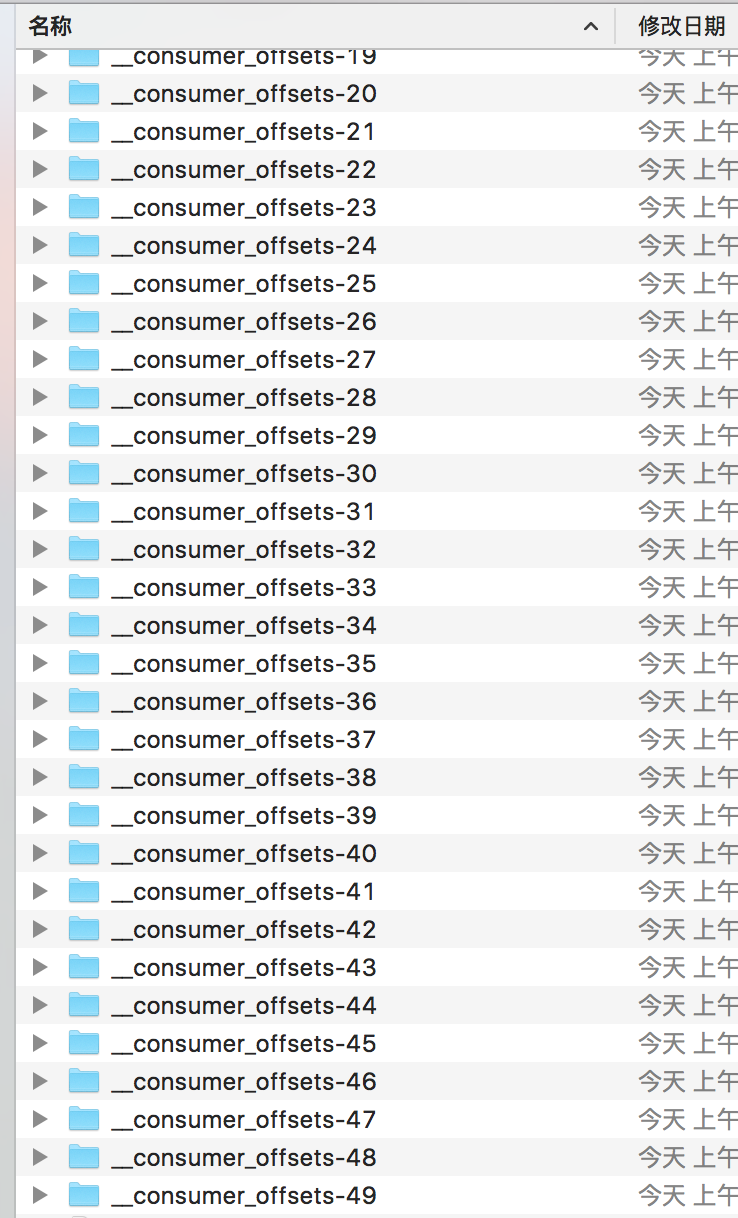 名称 修改日期
__consumer_offsets-19 今天 上午
__consumer_offsets-20 今天 上午
__consumer_offsets-21 今天 上午
__consumer_offsets-22 今天 上午
__consumer_offsets-23 今天 上午
__consumer_offsets-24 今天 上午
__consumer_offsets-25 今天 上午
__consumer_offsets-26 今天 上午
__consumer_offsets-27 今天 上午
__consumer_offsets-28 今天 上午
__consumer_offsets-29 今天 上午
__consumer_offsets-30 今天 上午
__consumer_offsets-31 今天 上午
__consumer_offsets-32 今天 上午
__consumer_offsets-33 今天 上午
__consumer_offsets-34 今天 上午
__consumer_offsets-35 今天 上午
__consumer_offsets-36 今天 上午
__consumer_offsets-37 今天 上午
__consumer_offsets-38 今天 上午
__consumer_offsets-39 今天 上午
__consumer_offsets-40 今天 上午
__consumer_offsets-41 今天 上午
__consumer_offsets-42 今天 上午
__consumer_offsets-43 今天 上午
__consumer_offsets-44 今天 上午
__consumer_offsets-45 今天 上午
__consumer_offsets-46 今天 上午
__consumer_offsets-47 今天 上午
__consumer_offsets-48 今天 上午
__consumer_offsets-49 今天 上午